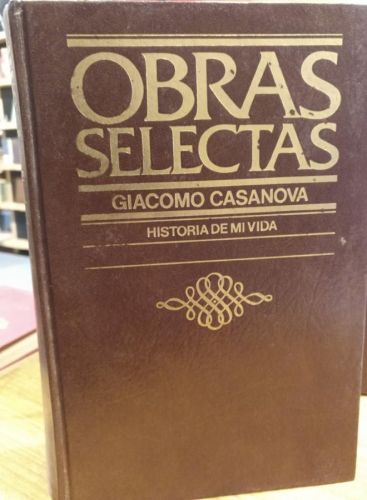 OBRAS
SELECTAS
GIACOMO CASANOVA
HISTORIA DE MI VIDA